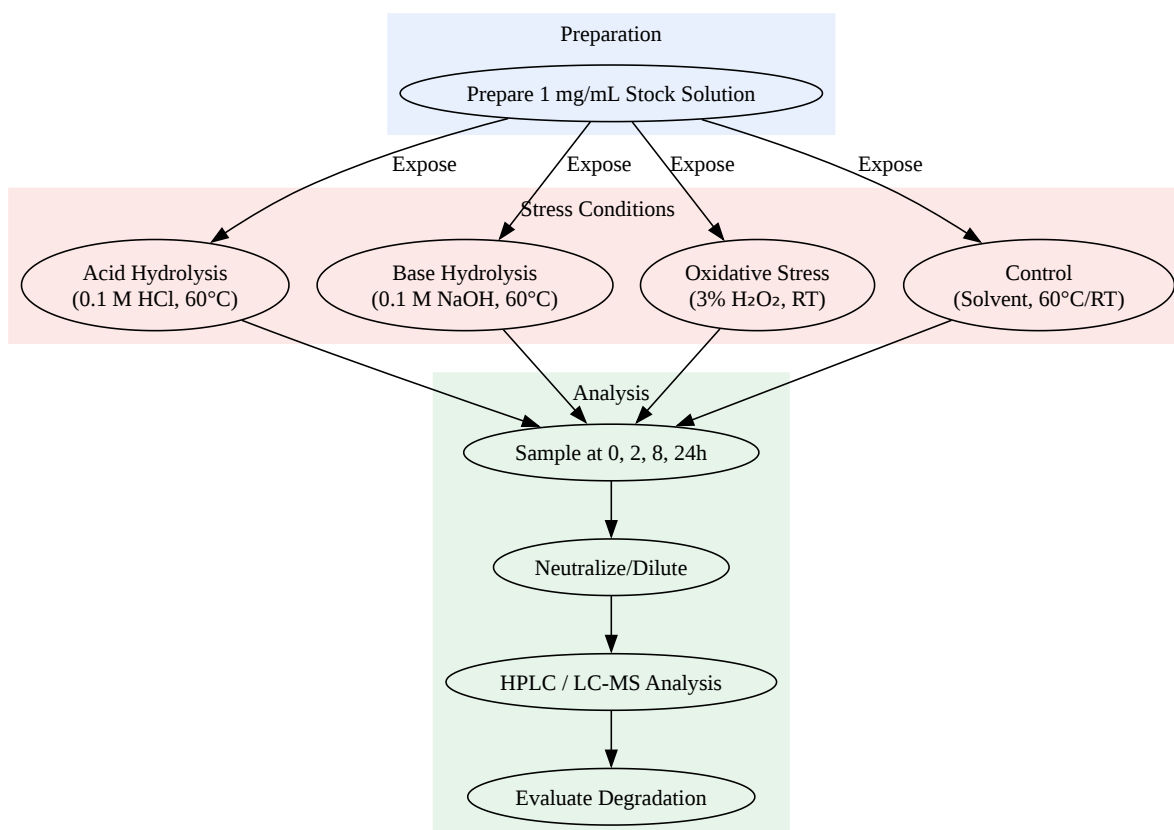 Preparation
Prepare 1 mg/mL Stock Solution
Expose
Expose
Expose
Expose
Stress Conditions
Acid Hydrolysis
(0.1 M HCl, 60°C)
Base Hydrolysis
(0.1 M NaOH, 60°C)
Oxidative Stress
(3% H₂O₂, RT)
Control
(Solvent, 60°C/RT)
Analysis
Sample at 0, 2, 8, 24h
Neutralize/Dilute
HPLC / LC-MS Analysis
Evaluate Degradation